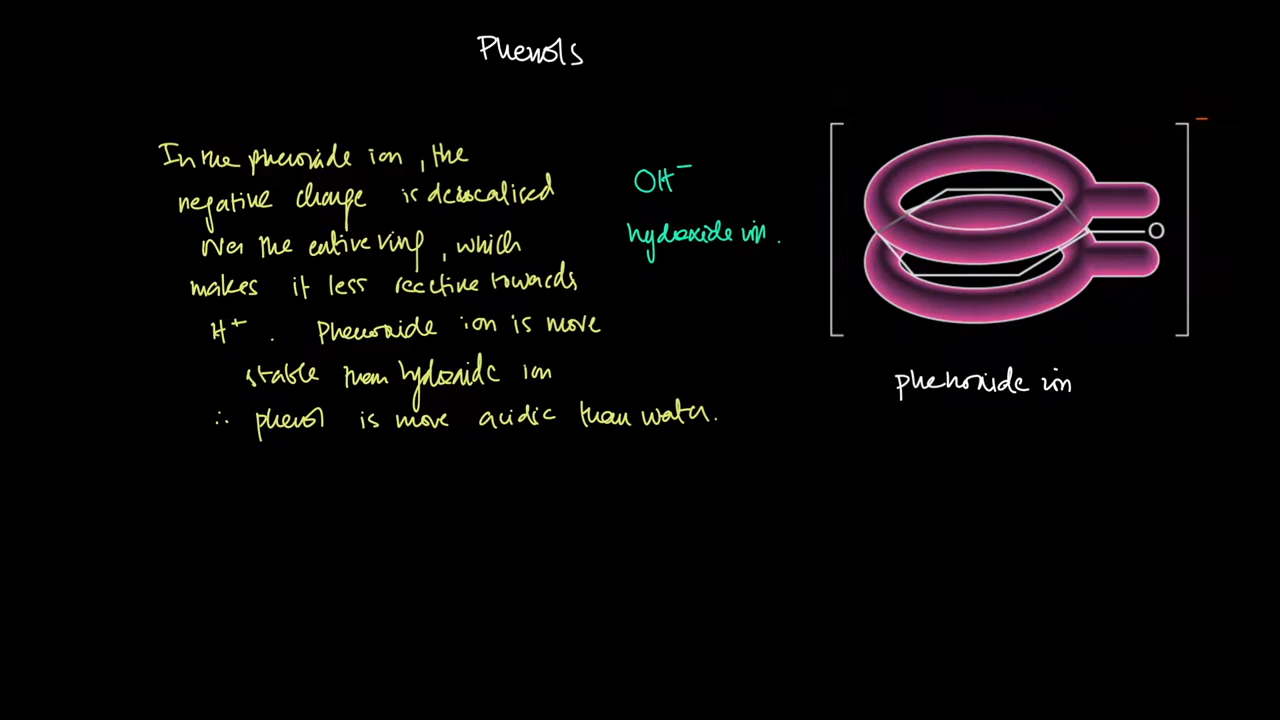 Phenols
In the phenoxide ion, the
negative charge is delocalised
over the entire ring, which
makes it less reactive towards
H+. Phenoxide ion is more
stable than hydroxide ion
∴ phenol is more acidic than water.
OH−
hydroxide ion.
−
O
phenoxide ion